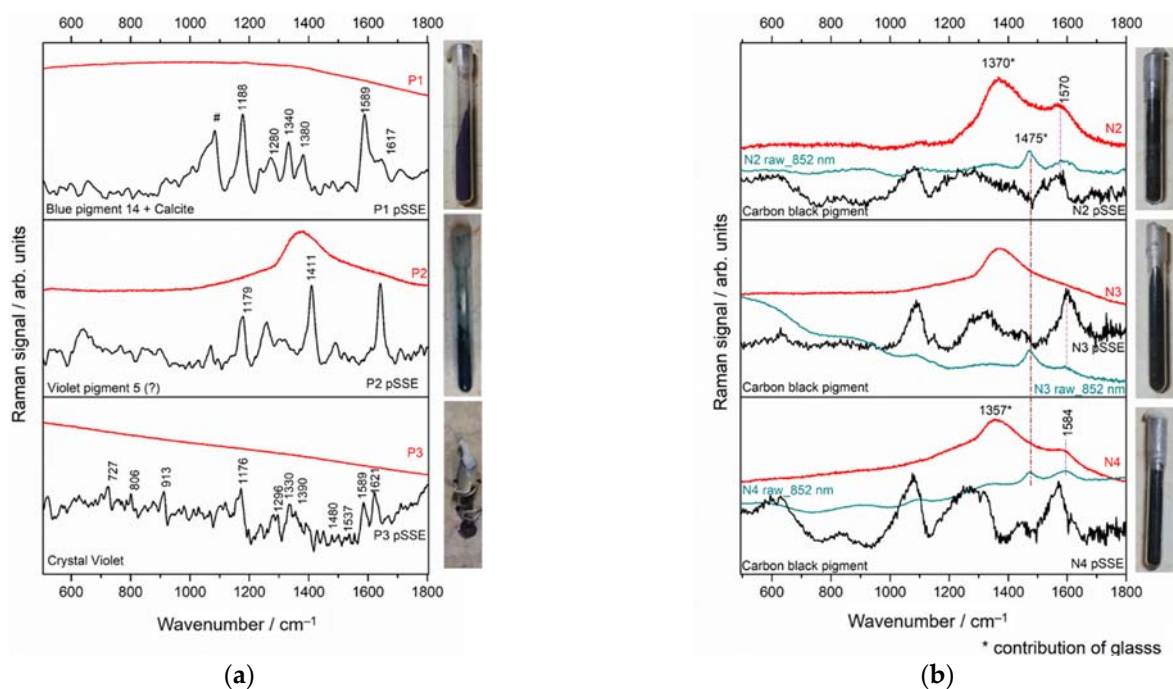 600 800 1000 1200 1400 1600 1800
P1
#
1188
1280
1340
1380
1589
1617
Blue pigment 14 + Calcite
P1 pSSE
P2
1179
1411
Violet pigment 5 (?)
P2 pSSE
P3
727
806
913
1176
1296
1330
1390
1480
1537
1589
1621
P3 pSSE
Crystal Violet
Raman signal / arb. units
600 800 1000 1200 1400 1600 1800
Wavenumber / cm⁻¹
(a)
600 800 1000 1200 1400 1600 1800
1370*
1570
N2
1475*
N2 raw_852 nm
Carbon black pigment
N2 pSSE
N3
N3 pSSE
Carbon black pigment
N3 raw_852 nm
1357*
1584
N4
N4 raw_852 nm
Carbon black pigment
N4 pSSE
Raman signal / arb. units
600 800 1000 1200 1400 1600 1800
Wavenumber / cm⁻¹
* contribution of glasss
(b)